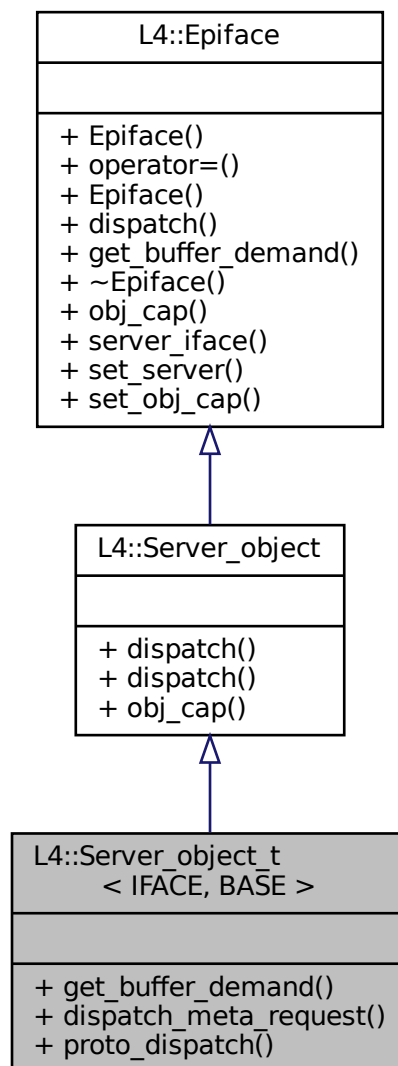 L4::Epiface
+ Epiface()
+ operator=()
+ Epiface()
+ dispatch()
+ get_buffer_demand()
+ ~Epiface()
+ obj_cap()
+ server_iface()
+ set_server()
+ set_obj_cap()
L4::Server_object
+ dispatch()
+ dispatch()
+ obj_cap()
L4::Server_object_t
< IFACE, BASE >
+ get_buffer_demand()
+ dispatch_meta_request()
+ proto_dispatch()